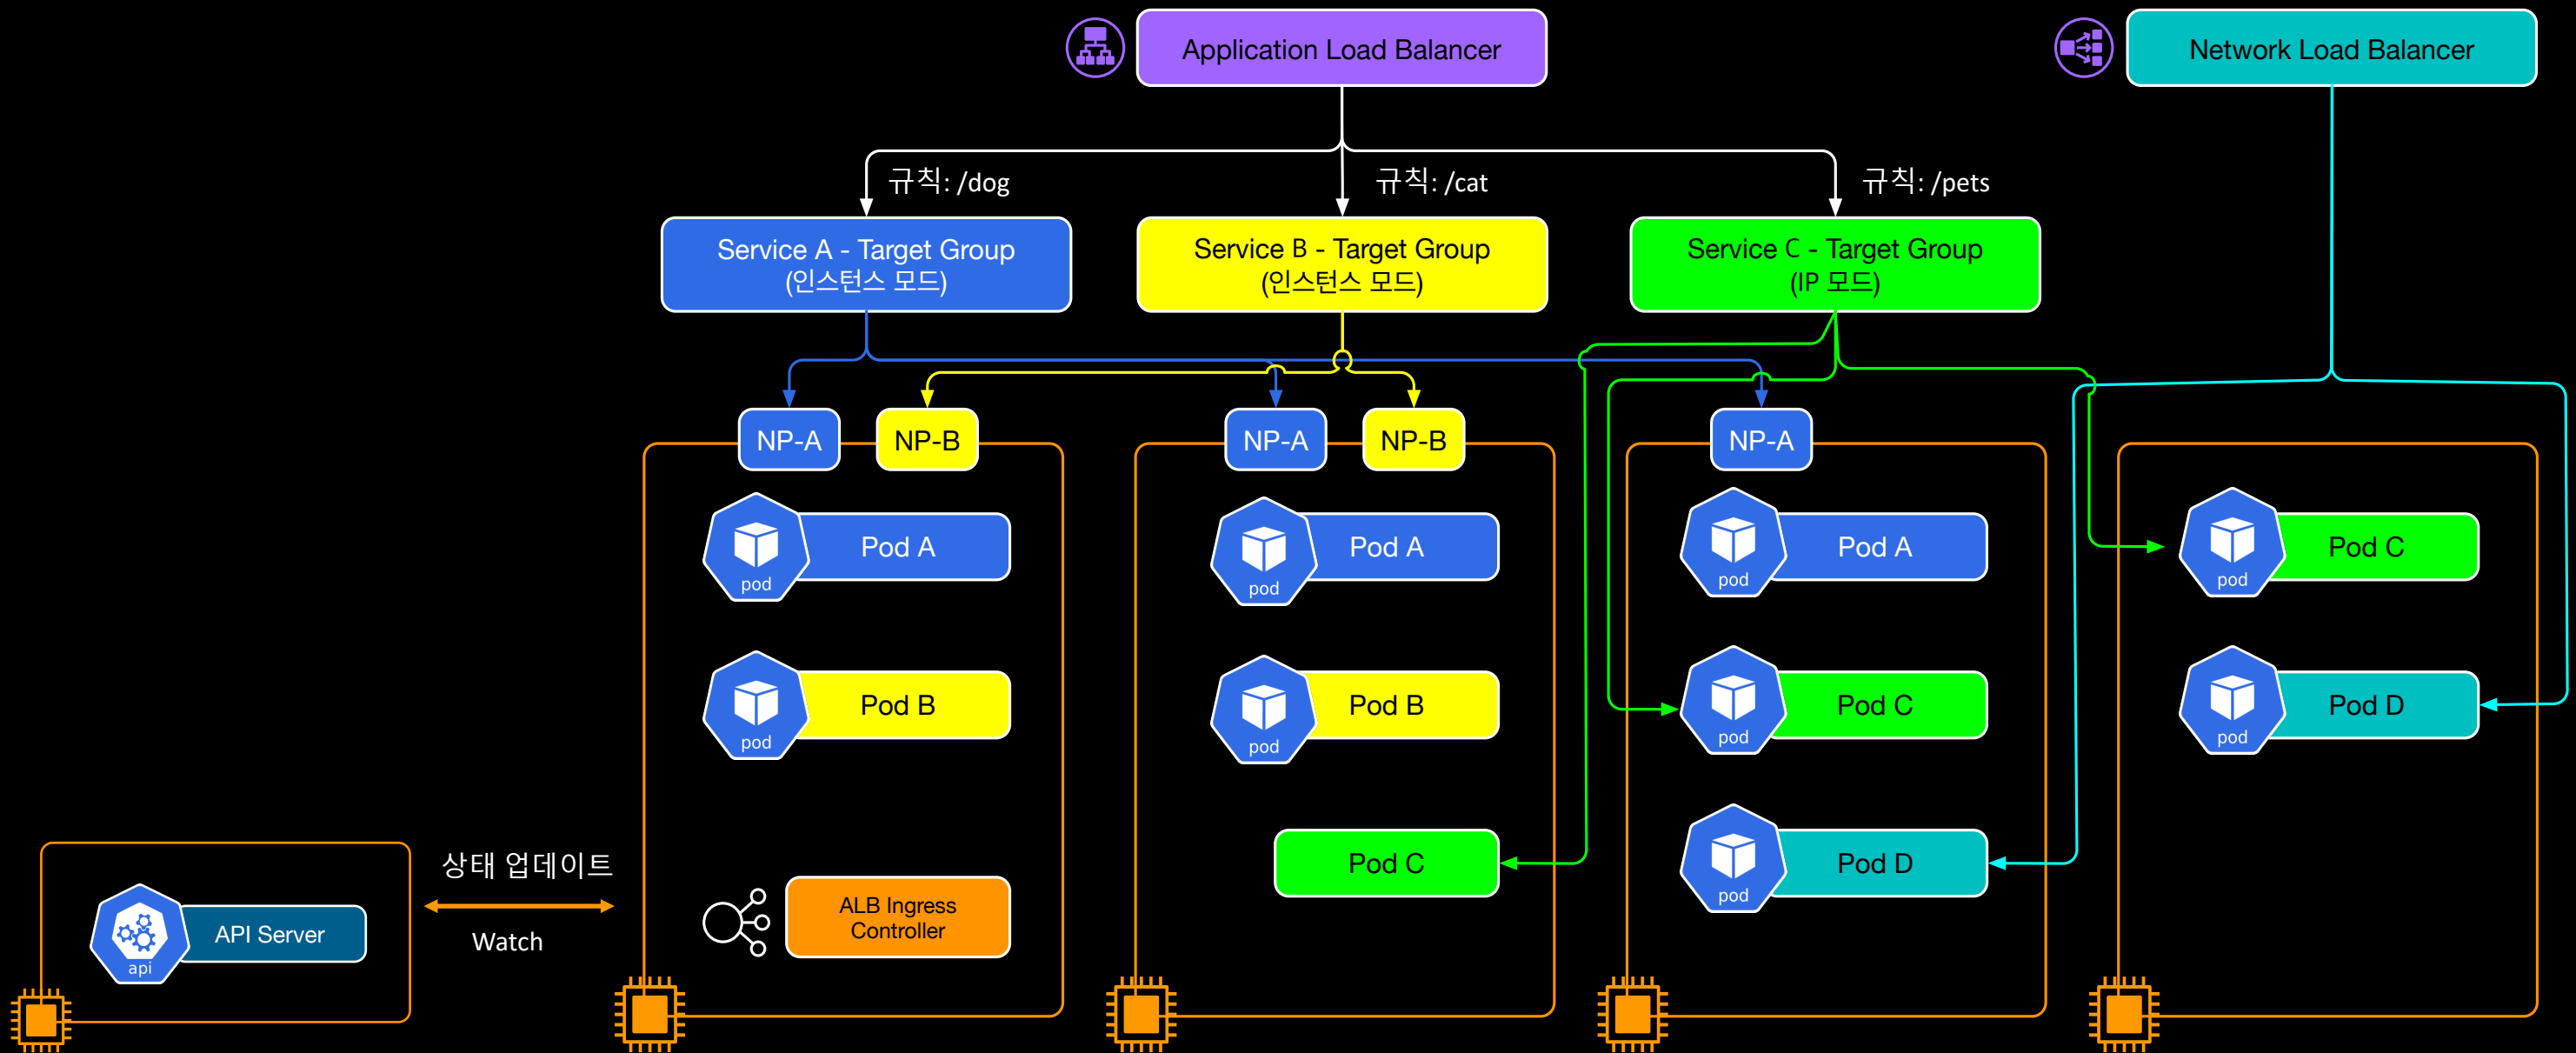 Application Load Balancer
Network Load Balancer
규칙: /dog
규칙: /cat
규칙: /pets
Service A - Target Group
(인스턴스 모드)
Service B - Target Group
(인스턴스 모드)
Service C - Target Group
(IP 모드)
NP-A
NP-B
NP-A
NP-B
NP-A
Pod A
pod
Pod A
pod
Pod A
pod
Pod C
pod
Pod B
pod
Pod B
pod
Pod C
pod
Pod D
pod
Pod C
Pod D
pod
상태 업데이트
Watch
API Server
api
ALB Ingress
Controller